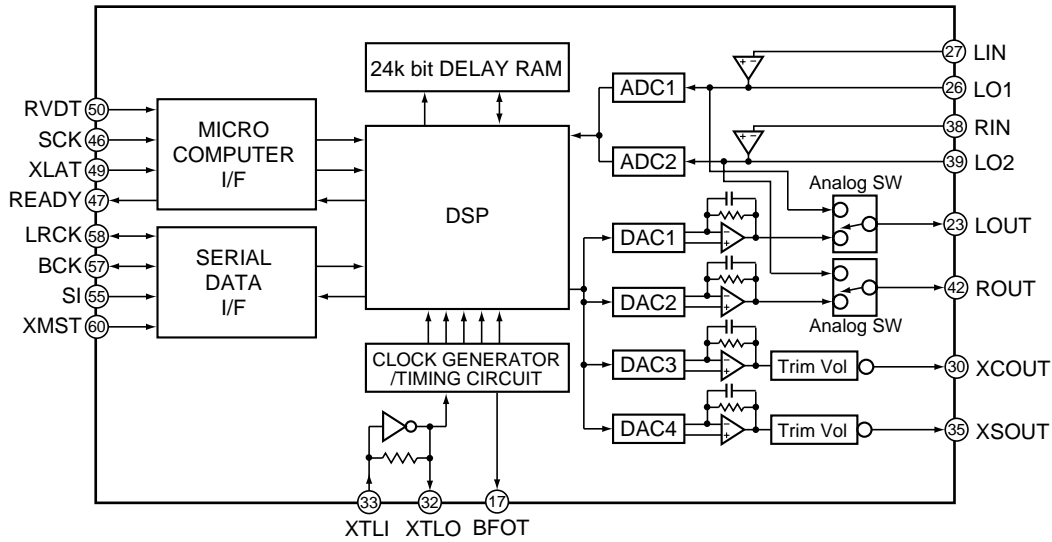 RVDT 50
SCK 46
XLAT 49
READY 47
LRCK 58
BCK 57
SI 55
XMST 60
MICRO
COMPUTER
I/F
SERIAL
DATA
I/F
24k bit DELAY RAM
DSP
CLOCK GENERATOR
/TIMING CIRCUIT
33
XTLI
32
XTLO
17
BFOT
ADC1
ADC2
DAC1
DAC2
DAC3
DAC4
+ −
+ −
− +
− +
− +
− +
Analog SW
Analog SW
Trim Vol
Trim Vol
27 LIN
26 LO1
38 RIN
39 LO2
23 LOUT
42 ROUT
30 XCOUT
35 XSOUT